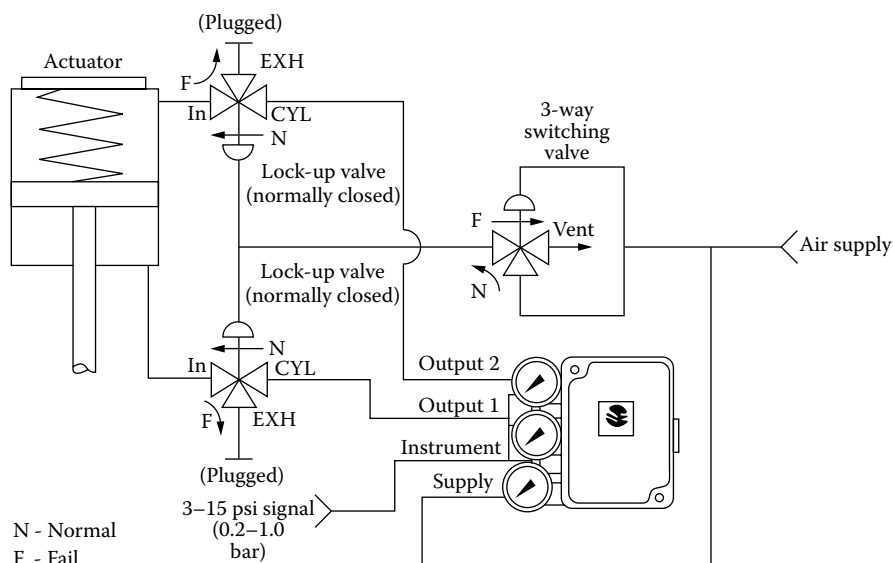 (Plugged)
EXH
Actuator
F
In
CYL
N
3-way
switching
valve
Lock-up valve
(normally closed)
F
Vent
Air supply
N
Lock-up valve
(normally closed)
N
In
CYL
F
EXH
(Plugged)
Output 2
Output 1
Instrument
Supply
3–15 psi signal
(0.2–1.0
bar)
N - Normal
F - Fail